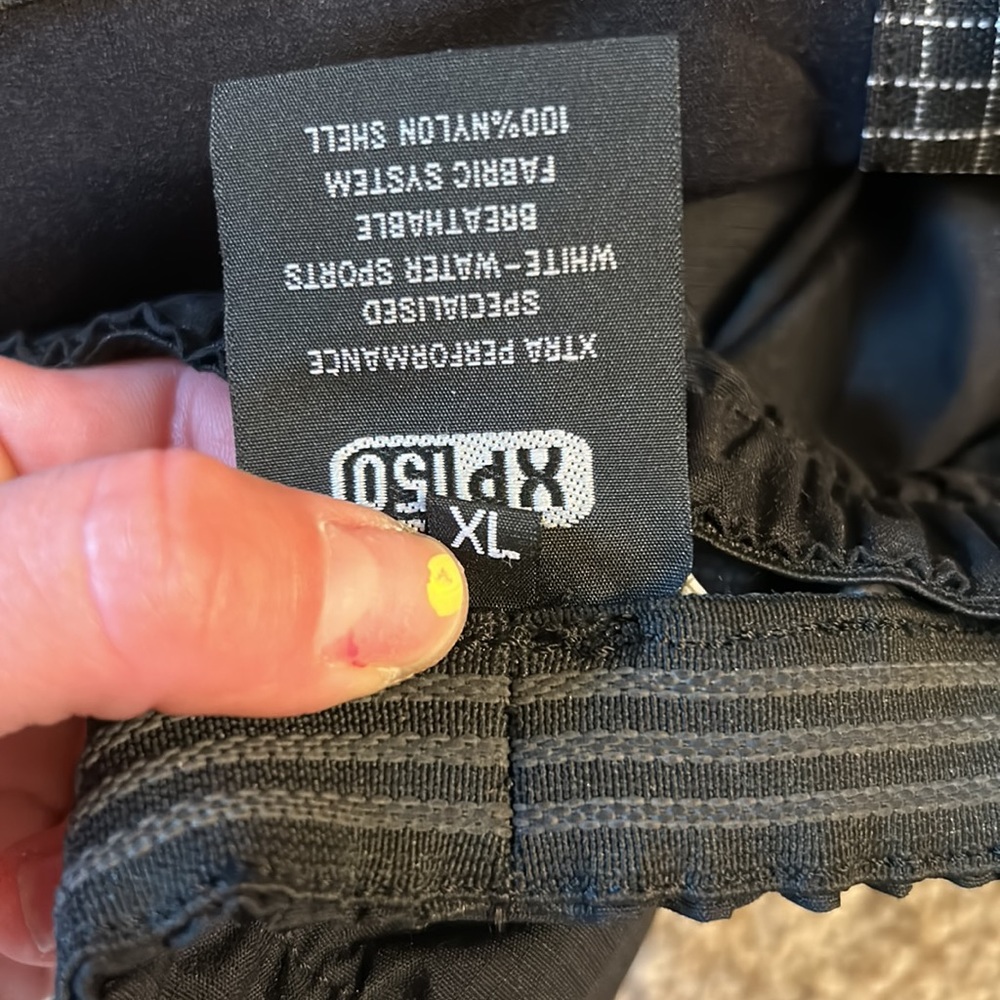 XL
XP150
XTRA PERFORMANCE
SPECIALISED
WHITE-WATER SPORTS
BREATHABLE
FABRIC SYSTEM
100%NYLON SHELL